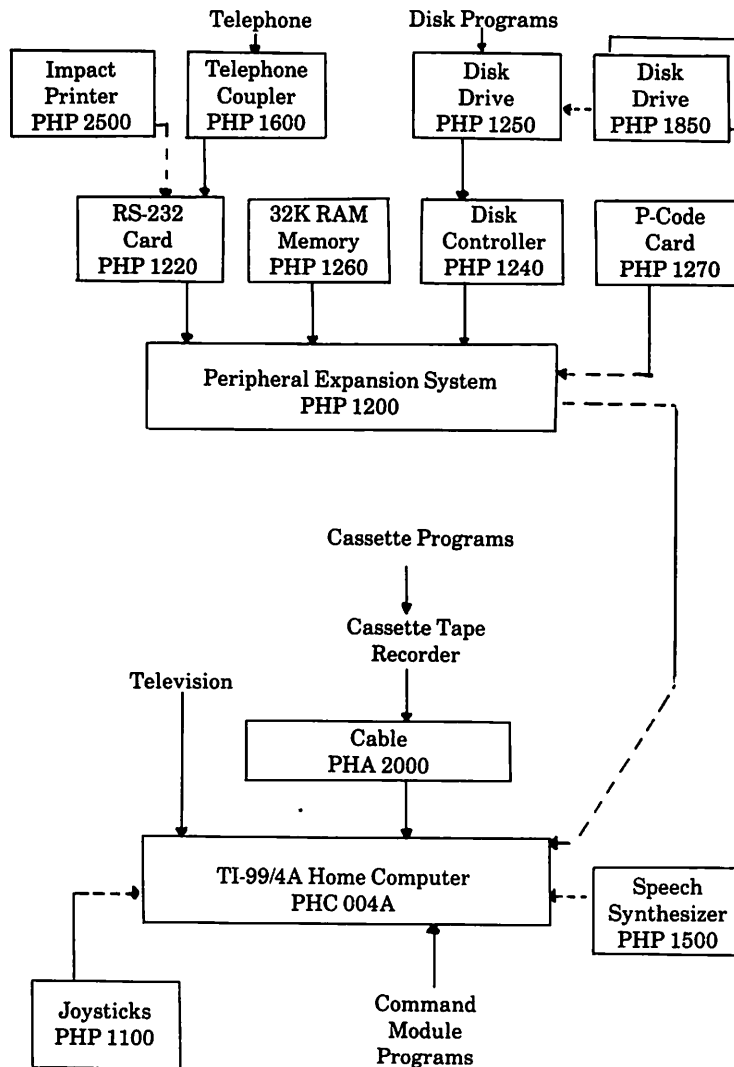 Telephone
Disk Programs
Impact
Printer
PHP 2500
Telephone
Coupler
PHP 1600
Disk
Drive
PHP 1250
Disk
Drive
PHP 1850
RS-232
Card
PHP 1220
32K RAM
Memory
PHP 1260
Disk
Controller
PHP 1240
P-Code
Card
PHP 1270
Peripheral Expansion System
PHP 1200
Cassette Programs
Cassette Tape
Recorder
Television
Cable
PHA 2000
TI-99/4A Home Computer
PHC 004A
Speech
Synthesizer
PHP 1500
Joysticks
PHP 1100
Command
Module
Programs